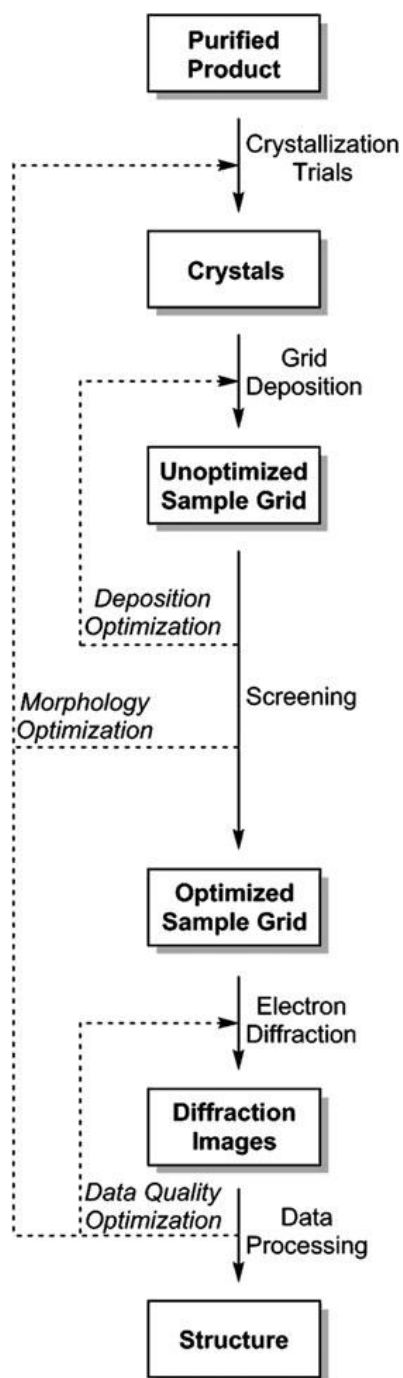 Purified
Product
Crystallization
Trials
Crystals
Grid
Deposition
Unoptimized
Sample Grid
Deposition
Optimization
Screening
Morphology
Optimization
Optimized
Sample Grid
Electron
Diffraction
Diffraction
Images
Data Quality
Optimization
Data
Processing
Structure